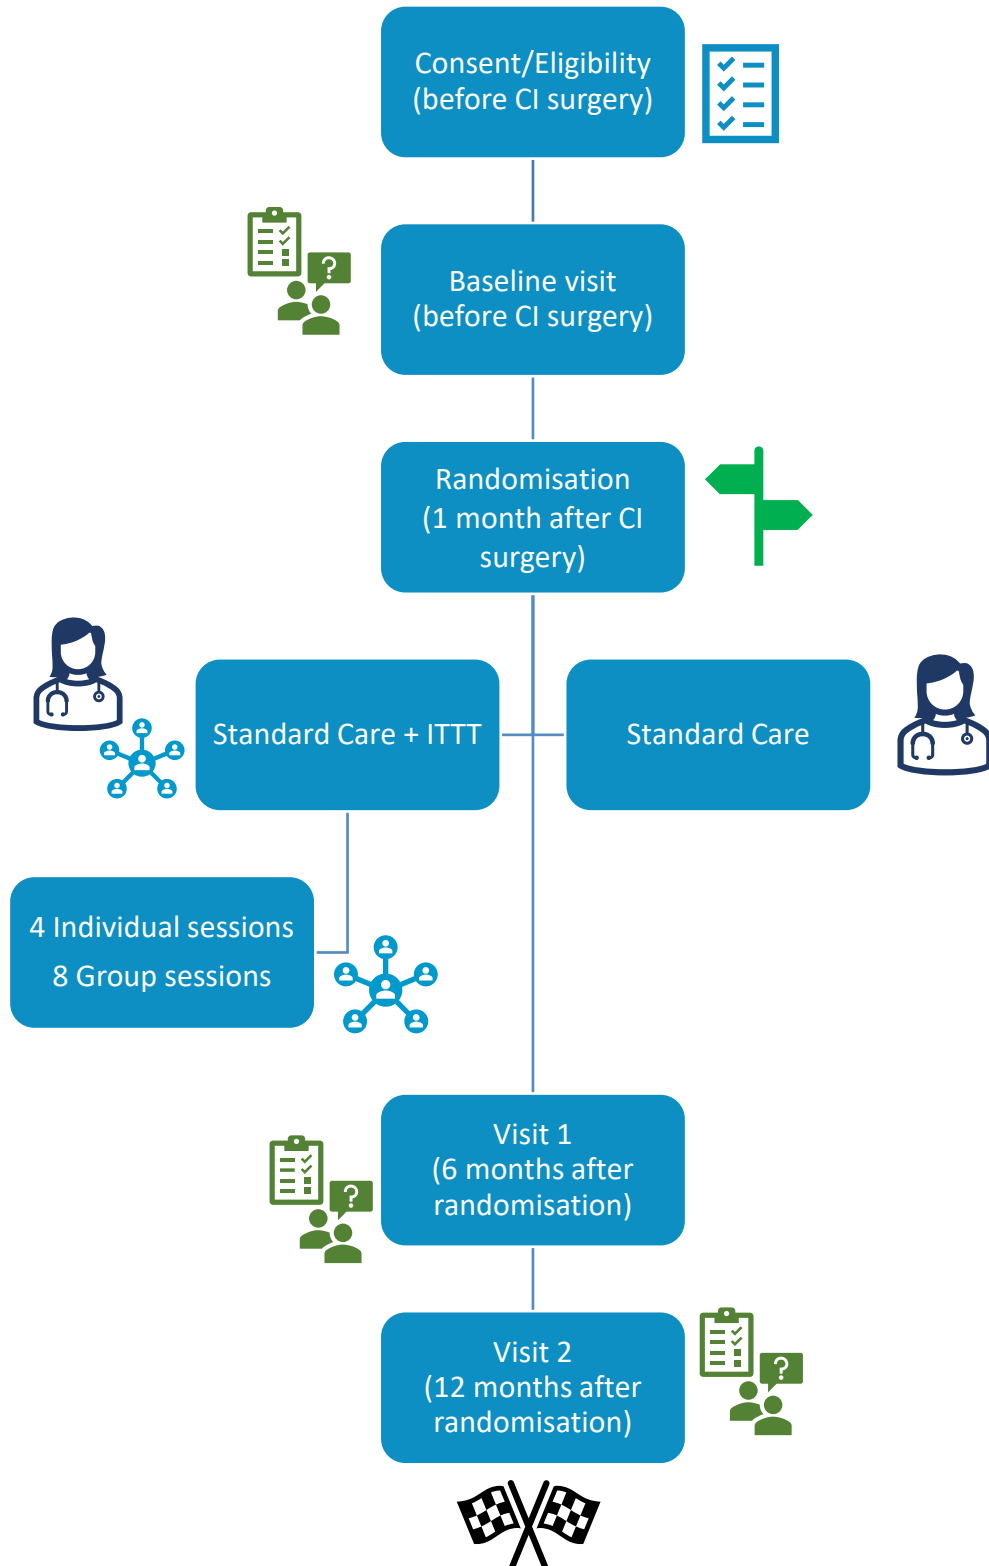 Consent/Eligibility
(before CI surgery)
Baseline visit
(before CI surgery)
?
Randomisation
(1 month after CI
surgery)
Standard Care + ITTT
Standard Care
4 Individual sessions
8 Group sessions
Visit 1
(6 months after
randomisation)
?
Visit 2
(12 months after
randomisation)
?